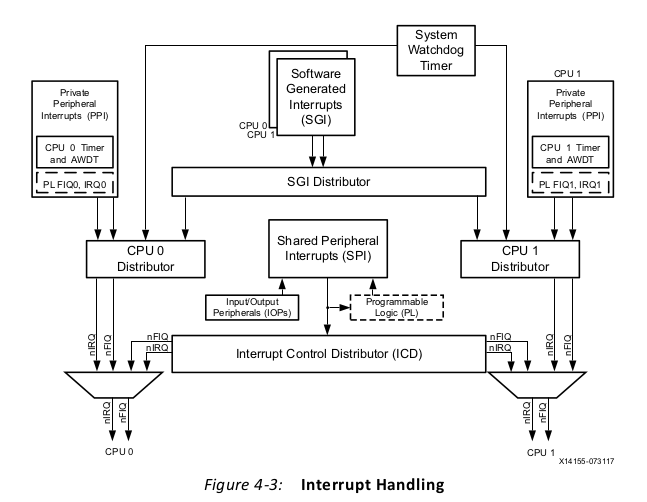 System
Watchdog
Timer
Private
Peripheral
Interrupts (PPI)
CPU 0 Timer
and AWDT
PL FIQ0, IRQ0
Software
Generated
Interrupts
(SGI)
CPU 0
CPU 1
CPU 1
Private
Peripheral
Interrupts (PPI)
CPU 1 Timer
and AWDT
PL FIQ1, IRQ1
SGI Distributor
CPU 0
Distributor
Shared Peripheral
Interrupts (SPI)
CPU 1
Distributor
Input/Output
Peripherals (IOPs)
Programmable
Logic (PL)
nIRQ
nFIQ
nFIQ
nIRQ
Interrupt Control Distributor (ICD)
nFIQ
nIRQ
nIRQ
nFIQ
nIRQ
nFIQ
CPU 0
nIRQ
nFIQ
CPU 1
X14155-073117
Figure 4-3: Interrupt Handling